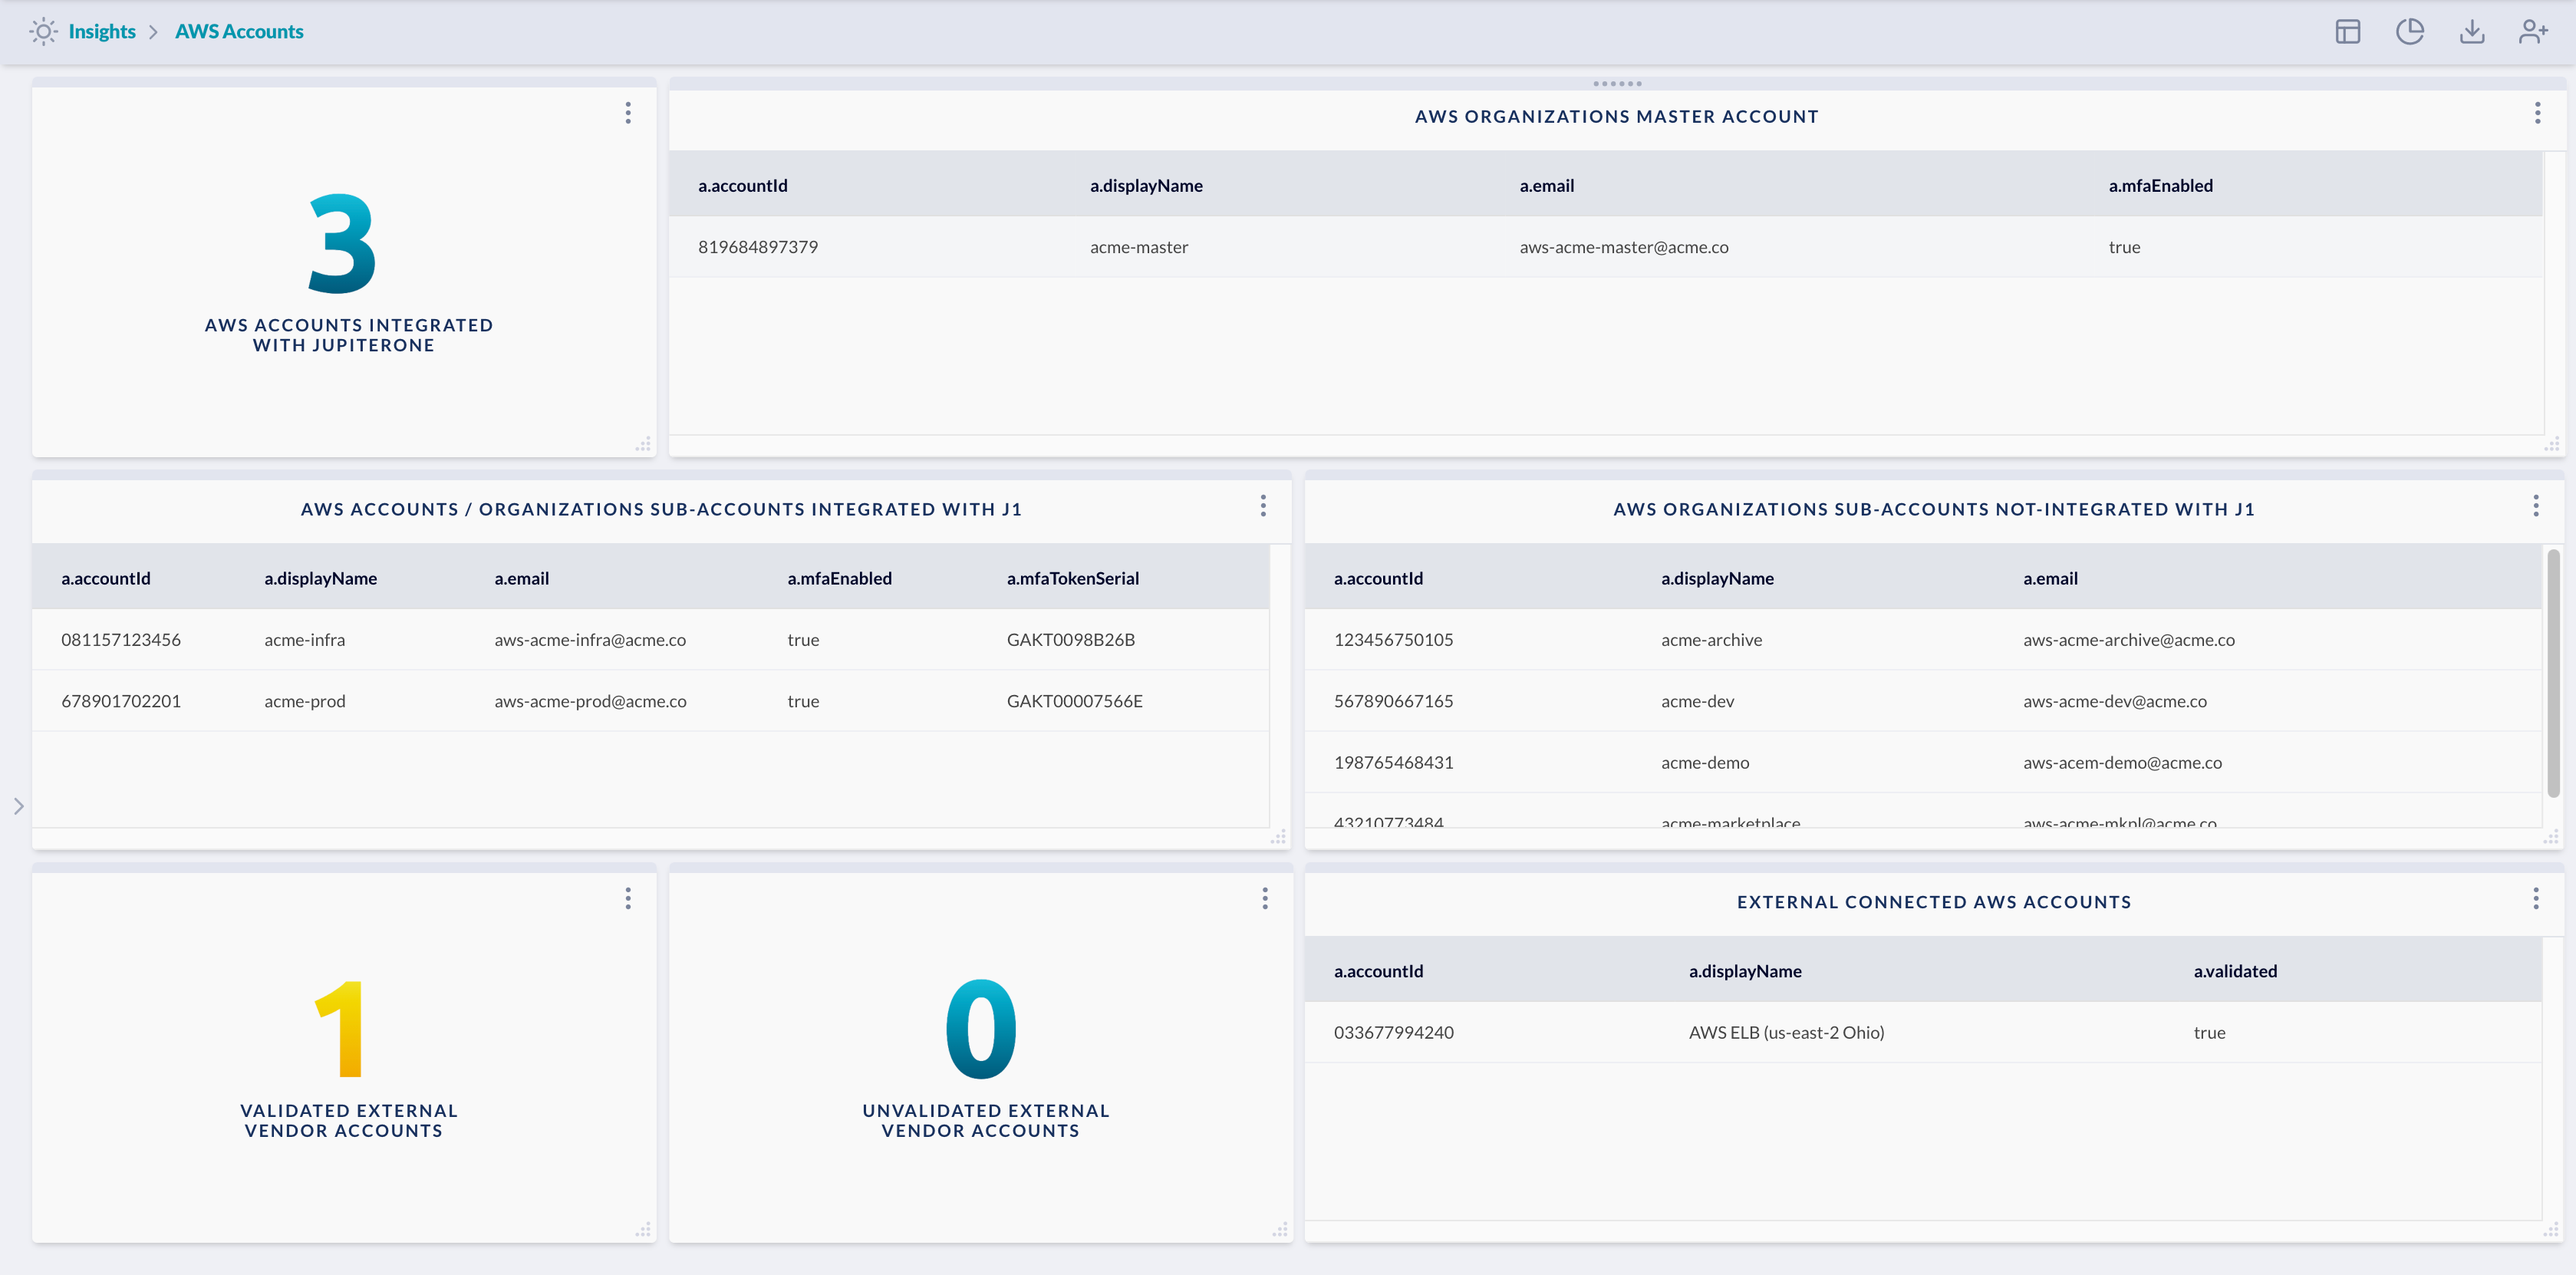 Insights > AWS Accounts
3
AWS ACCOUNTS INTEGRATED
WITH JUPITERONE
AWS ORGANIZATIONS MASTER ACCOUNT
a.accountId a.displayName a.email a.mfaEnabled
819684897379 acme-master aws-acme-master@acme.co true
AWS ACCOUNTS / ORGANIZATIONS SUB-ACCOUNTS INTEGRATED WITH J1
a.accountId a.displayName a.email a.mfaEnabled a.mfaTokenSerial
081157123456 acme-infra aws-acme-infra@acme.co true GAKT0098B26B
678901702201 acme-prod aws-acme-prod@acme.co true GAKT00007566E
AWS ORGANIZATIONS SUB-ACCOUNTS NOT-INTEGRATED WITH J1
a.accountId a.displayName a.email
123456750105 acme-archive aws-acme-archive@acme.co
567890667165 acme-dev aws-acme-dev@acme.co
198765468431 acme-demo aws-acem-demo@acme.co
43210773484 acme-marketplace aws-acme-mkpl@acme.co
1
VALIDATED EXTERNAL
VENDOR ACCOUNTS
0
UNVALIDATED EXTERNAL
VENDOR ACCOUNTS
EXTERNAL CONNECTED AWS ACCOUNTS
a.accountId a.displayName a.validated
033677994240 AWS ELB (us-east-2 Ohio) true